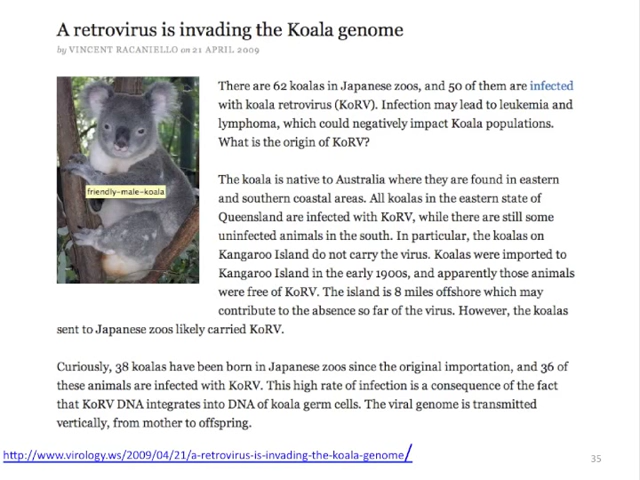 A retrovirus is invading the Koala genome
by VINCENT RACANIELLO on 21 APRIL 2009
There are 62 koalas in Japanese zoos, and 50 of them are infected
with koala retrovirus (KoRV). Infection may lead to leukemia and
lymphoma, which could negatively impact Koala populations.
What is the origin of KoRV?
friendly-male-koala
The koala is native to Australia where they are found in eastern
and southern coastal areas. All koalas in the eastern state of
Queensland are infected with KoRV, while there are still some
uninfected animals in the south. In particular, the koalas on
Kangaroo Island do not carry the virus. Koalas were imported to
Kangaroo Island in the early 1900s, and apparently those animals
were free of KoRV. The island is 8 miles offshore which may
contribute to the absence so far of the virus. However, the koalas
sent to Japanese zoos likely carried KoRV.
Curiously, 38 koalas have been born in Japanese zoos since the original importation, and 36 of
these animals are infected with KoRV. This high rate of infection is a consequence of the fact
that KoRV DNA integrates into DNA of koala germ cells. The viral genome is transmitted
vertically, from mother to offspring.
http://www.virology.ws/2009/04/21/a-retrovirus-is-invading-the-koala-genome/
35